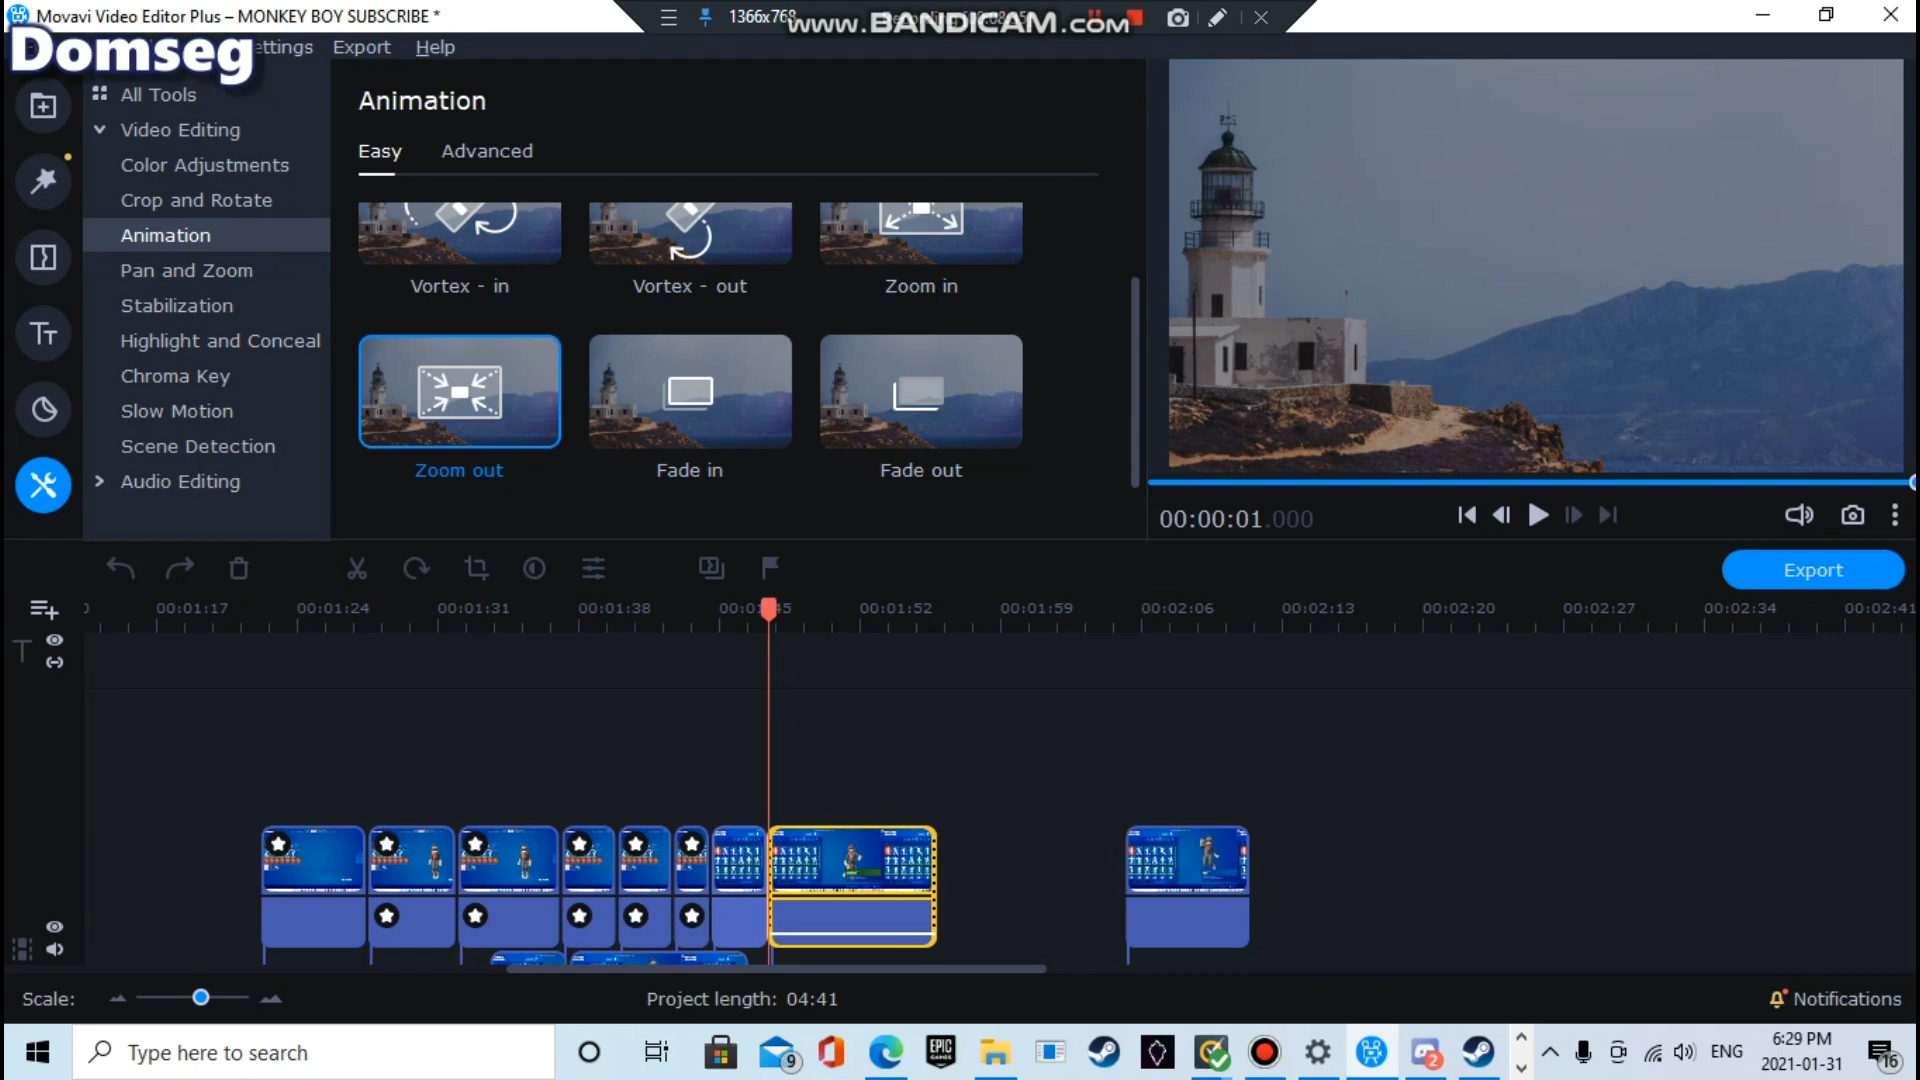 Movavi Video Editor Plus – MONKEY BOY SUBSCRIBE *
1366x768
www.BANDICAM.com
Domseg
ettings Export Help
All Tools
Video Editing
Color Adjustments
Crop and Rotate
Animation
Pan and Zoom
Stabilization
Highlight and Conceal
Chroma Key
Slow Motion
Scene Detection
Audio Editing
Animation
Easy Advanced
Vortex - in Vortex - out Zoom in
Zoom out Fade in Fade out
00:00:01.000
Export
00:01:17 00:01:24 00:01:31 00:01:38 00:01:45 00:01:52 00:01:59 00:02:06 00:02:13 00:02:20 00:02:27 00:02:34 00:02:41
Scale:
Project length: 04:41
Notifications
Type here to search
9
EPIC GAMES
2
ENG
6:29 PM
2021-01-31
16